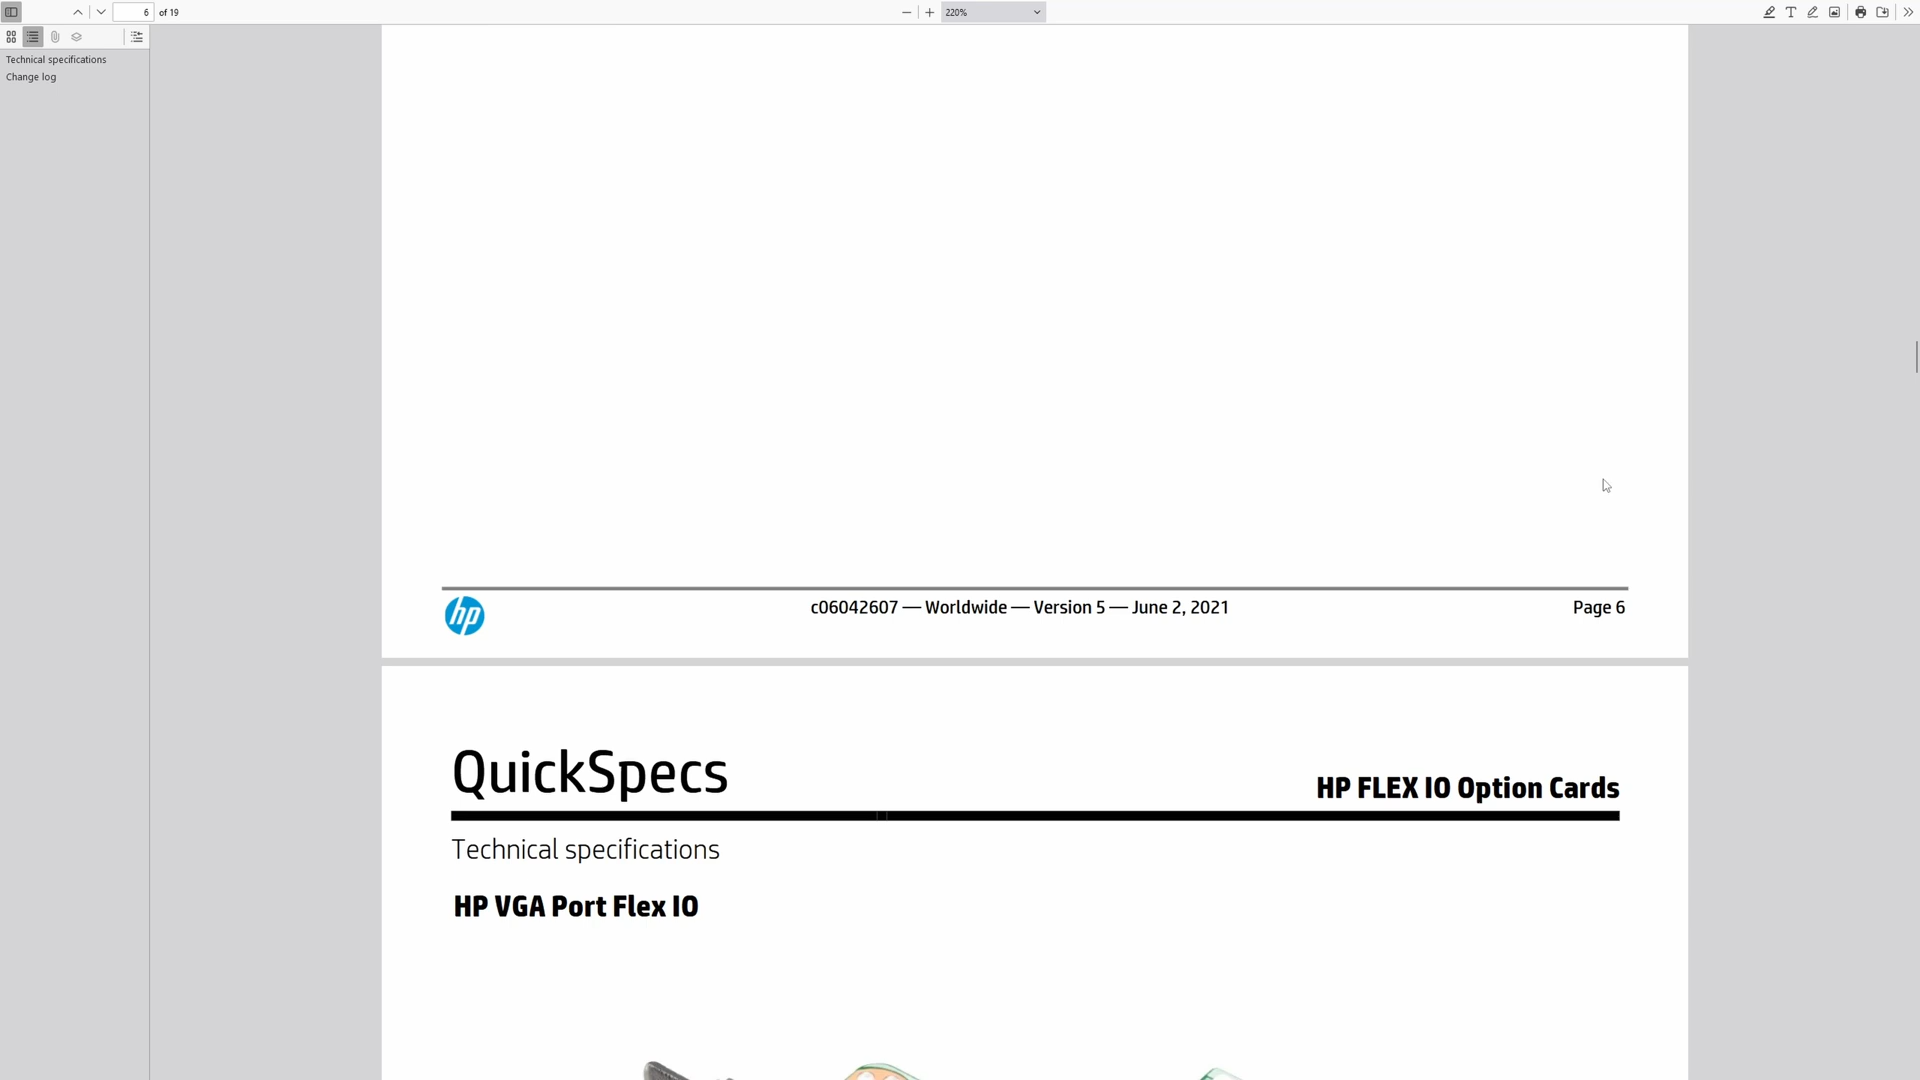 6 of 19
220%
Technical specifications
Change log
hp
c06042607 — Worldwide — Version 5 — June 2, 2021
Page 6
QuickSpecs
HP FLEX IO Option Cards
Technical specifications
HP VGA Port Flex IO